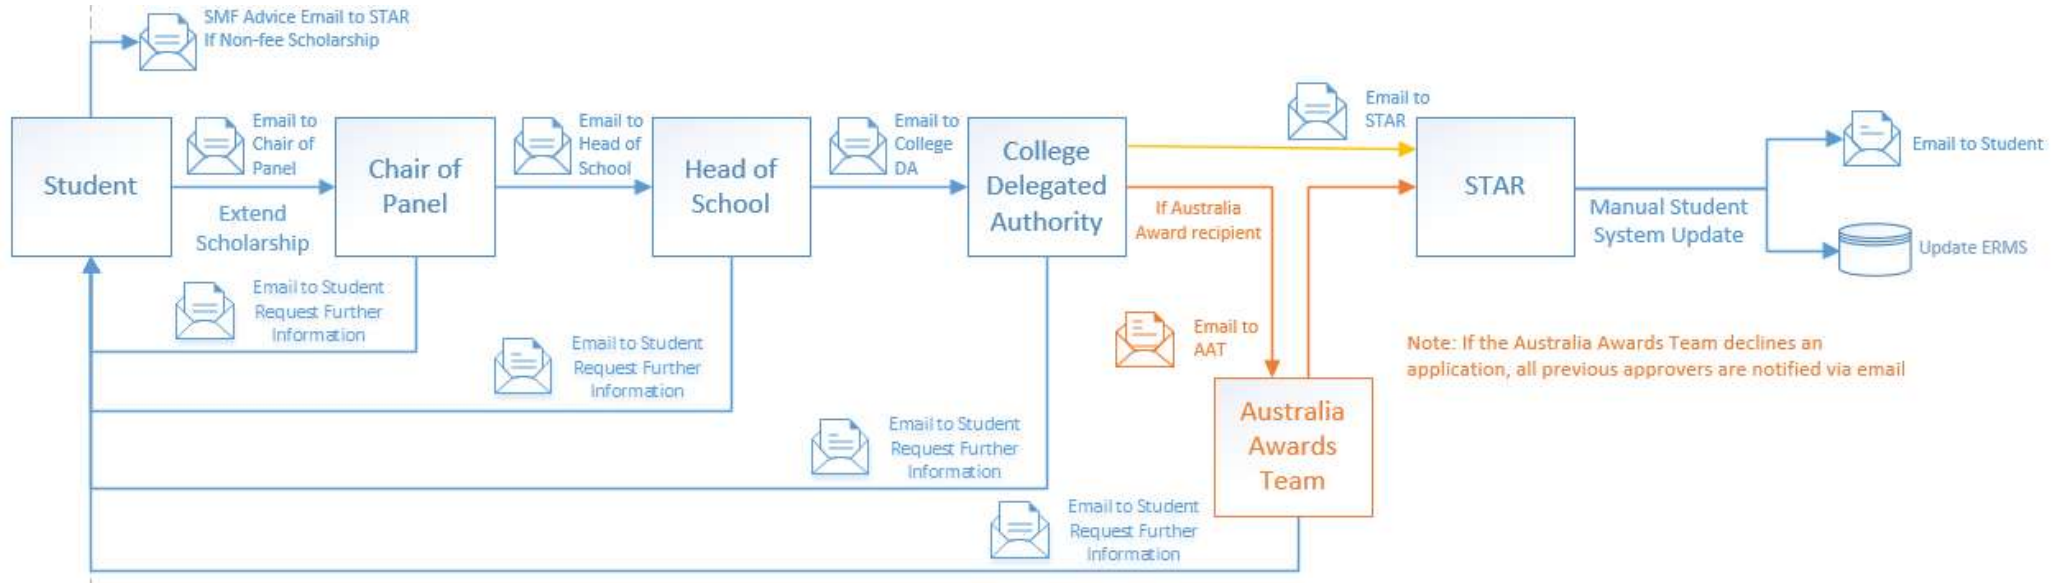 SMF Advice Email to STAR
If Non-fee Scholarship
Student
Email to
Chair of
Panel
Extend
Scholarship
Chair of
Panel
Email to
Head of
School
Head of
School
Email to
College
DA
College
Delegated
Authority
Email to
STAR
If Australia
Award recipient
STAR
Manual Student
System Update
Email to Student
Update ERMS
Email to Student
Request Further
Information
Email to Student
Request Further
Information
Email to
AAT
Note: If the Australia Awards Team declines an
application, all previous approvers are notified via email
Australia
Awards
Team
Email to Student
Request Further
Information
Email to Student
Request Further
Information